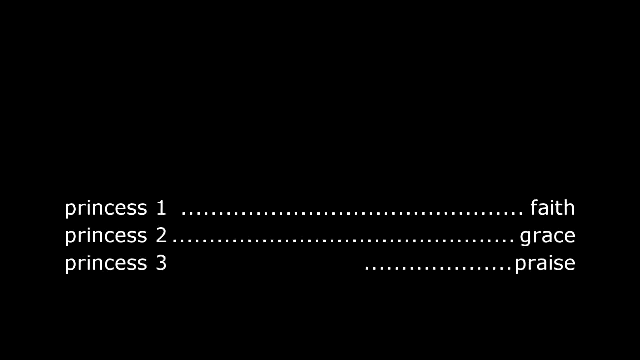 princess 1 .............................................. faith
princess 2.............................................. grace
princess 3 ....................praise